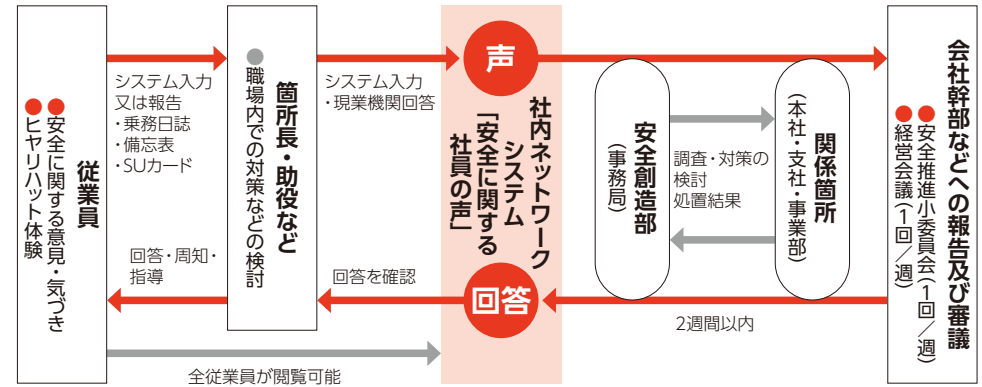 従業員
●安全に関する意見・気づき
●ヒヤリハット体験
システム入力
又は報告
・乗務日誌
・備忘表
・SUカード
回答・周知・
指導
箇所長・助役など
●職場内での対策などの検討
システム入力
・現業機関回答
回答を確認
声
社内ネットワーク
システム
「安全に関する
社員の声」
回答
安全創造部
(事務局)
調査・対策の
検討
処置結果
関係箇所
(本社・支社・事業部)
2週間以内
会社幹部などへの報告及び審議
●安全推進小委員会(1回/週)
●経営会議(1回/週)
全従業員が閲覧可能